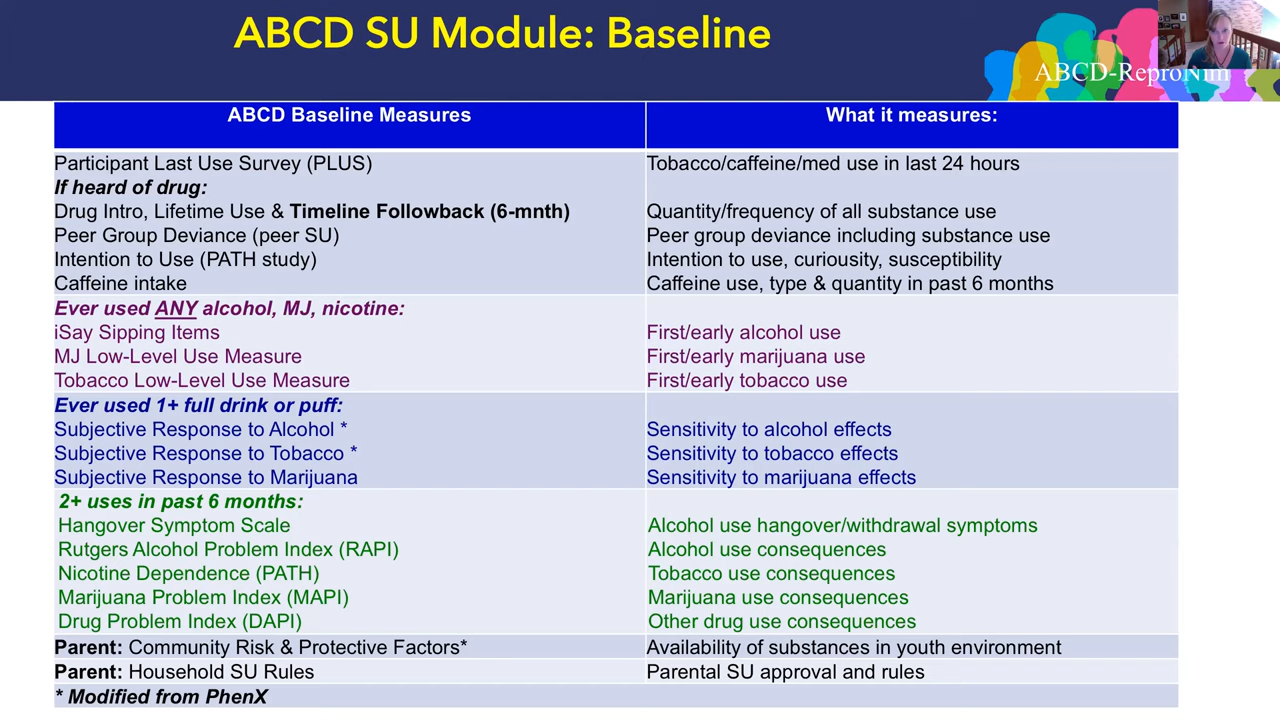 ABCD SU Module: Baseline
ABCD-ReproNim
ABCD Baseline Measures
What it measures:
Participant Last Use Survey (PLUS)
Tobacco/caffeine/med use in last 24 hours
If heard of drug:
Drug Intro, Lifetime Use & Timeline Followback (6-mnth)
Quantity/frequency of all substance use
Peer Group Deviance (peer SU)
Peer group deviance including substance use
Intention to Use (PATH study)
Intention to use, curiousity, susceptibility
Caffeine intake
Caffeine use, type & quantity in past 6 months
Ever used ANY alcohol, MJ, nicotine:
iSay Sipping Items
First/early alcohol use
MJ Low-Level Use Measure
First/early marijuana use
Tobacco Low-Level Use Measure
First/early tobacco use
Ever used 1+ full drink or puff:
Subjective Response to Alcohol *
Sensitivity to alcohol effects
Subjective Response to Tobacco *
Sensitivity to tobacco effects
Subjective Response to Marijuana
Sensitivity to marijuana effects
2+ uses in past 6 months:
Hangover Symptom Scale
Alcohol use hangover/withdrawal symptoms
Rutgers Alcohol Problem Index (RAPI)
Alcohol use consequences
Nicotine Dependence (PATH)
Tobacco use consequences
Marijuana Problem Index (MAPI)
Marijuana use consequences
Drug Problem Index (DAPI)
Other drug use consequences
Parent: Community Risk & Protective Factors*
Availability of substances in youth environment
Parent: Household SU Rules
Parental SU approval and rules
* Modified from PhenX